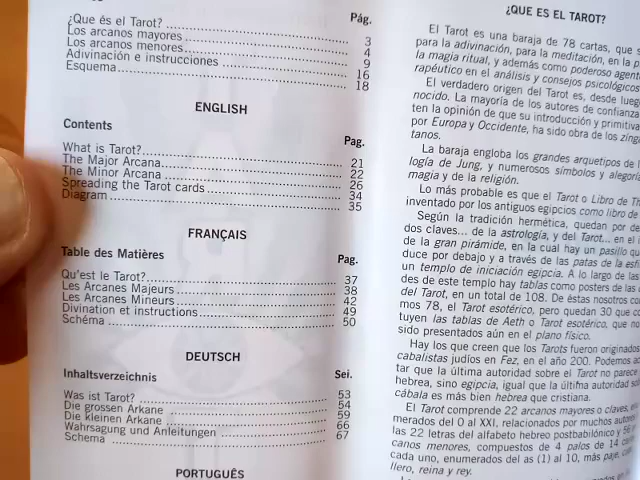 Pág.
¿Que és el Tarot? 3
Los arcanos mayores 4
Los arcanos menores 9
Adivinación e instrucciones 16
Esquema 18
ENGLISH
Contents
Pag.
What is Tarot? 21
The Major Arcana 22
The Minor Arcana 26
Spreading the Tarot cards 34
Diagram 35
FRANÇAIS
Table des Matières
Pag.
Qu'est le Tarot? 37
Les Arcanes Majeurs 38
Les Arcanes Mineurs 42
Divination et instructions 49
Schéma 50
DEUTSCH
Inhaltsverzeichnis
Sei.
Was ist Tarot? 53
Die grossen Arkane 54
Die kleinen Arkane 59
Wahrsagung und Anleitungen 66
Schema 67
PORTUGUÊS
¿QUE ES EL TAROT?
El Tarot es una baraja de 78 cartas, que
para la adivinación, para la meditación, en la
la magia ritual, y además como poderoso agent
rapéutico en el análisis y consejos psicológicos
El verdadero origen del Tarot es, desde lueg
nocido. La mayoría de los autores de confianza
ten la opinión de que su introducción y primitiva
por Europa y Occidente, ha sido obra de los zing
tanos.
La baraja engloba los grandes arquetipos de l
logía de Jung, y numerosos símbolos y alegorí
magia y de la religión.
Lo más probable es que el Tarot o Libro de Th
inventado por los antiguos egipcios como libro de
Según la tradición hermética, quedan por de
dos claves... de la astrología, y del Tarot... en el i
de la gran pirámide, en la cual hay un pasillo qu
duce por debajo y a través de las patas de la esfi
un templo de iniciación egipcia. A lo largo de las
des de este templo hay tablas como posters de las
del Tarot, en un total de 108. De éstas nosotros co
mos 78, el Tarot exotérico, pero quedan 30 que co
tuyen las tablas de Aeth o Tarot esotérico, que no
sido presentados aún en el plano físico.
Hay los que creen que los Tarots fueron originados
cabalistas judíos en Fez, en el año 200. Podemos a
tar que la última autoridad sobre el Tarot no parece
hebrea, sino egipcia, igual que la última autoridad so
cábala es más bien hebrea que cristiana.
El Tarot comprende 22 arcanos mayores o claves, en
merados del 0 al XXI, relacionados por muchos autor
las 22 letras del alfabeto hebreo postbabilónico y 56
canos menores, compuestos de 4 palos de 14 car
cada uno, enumerados del as (1) al 10, más paje, ca
llero, reina y rey.